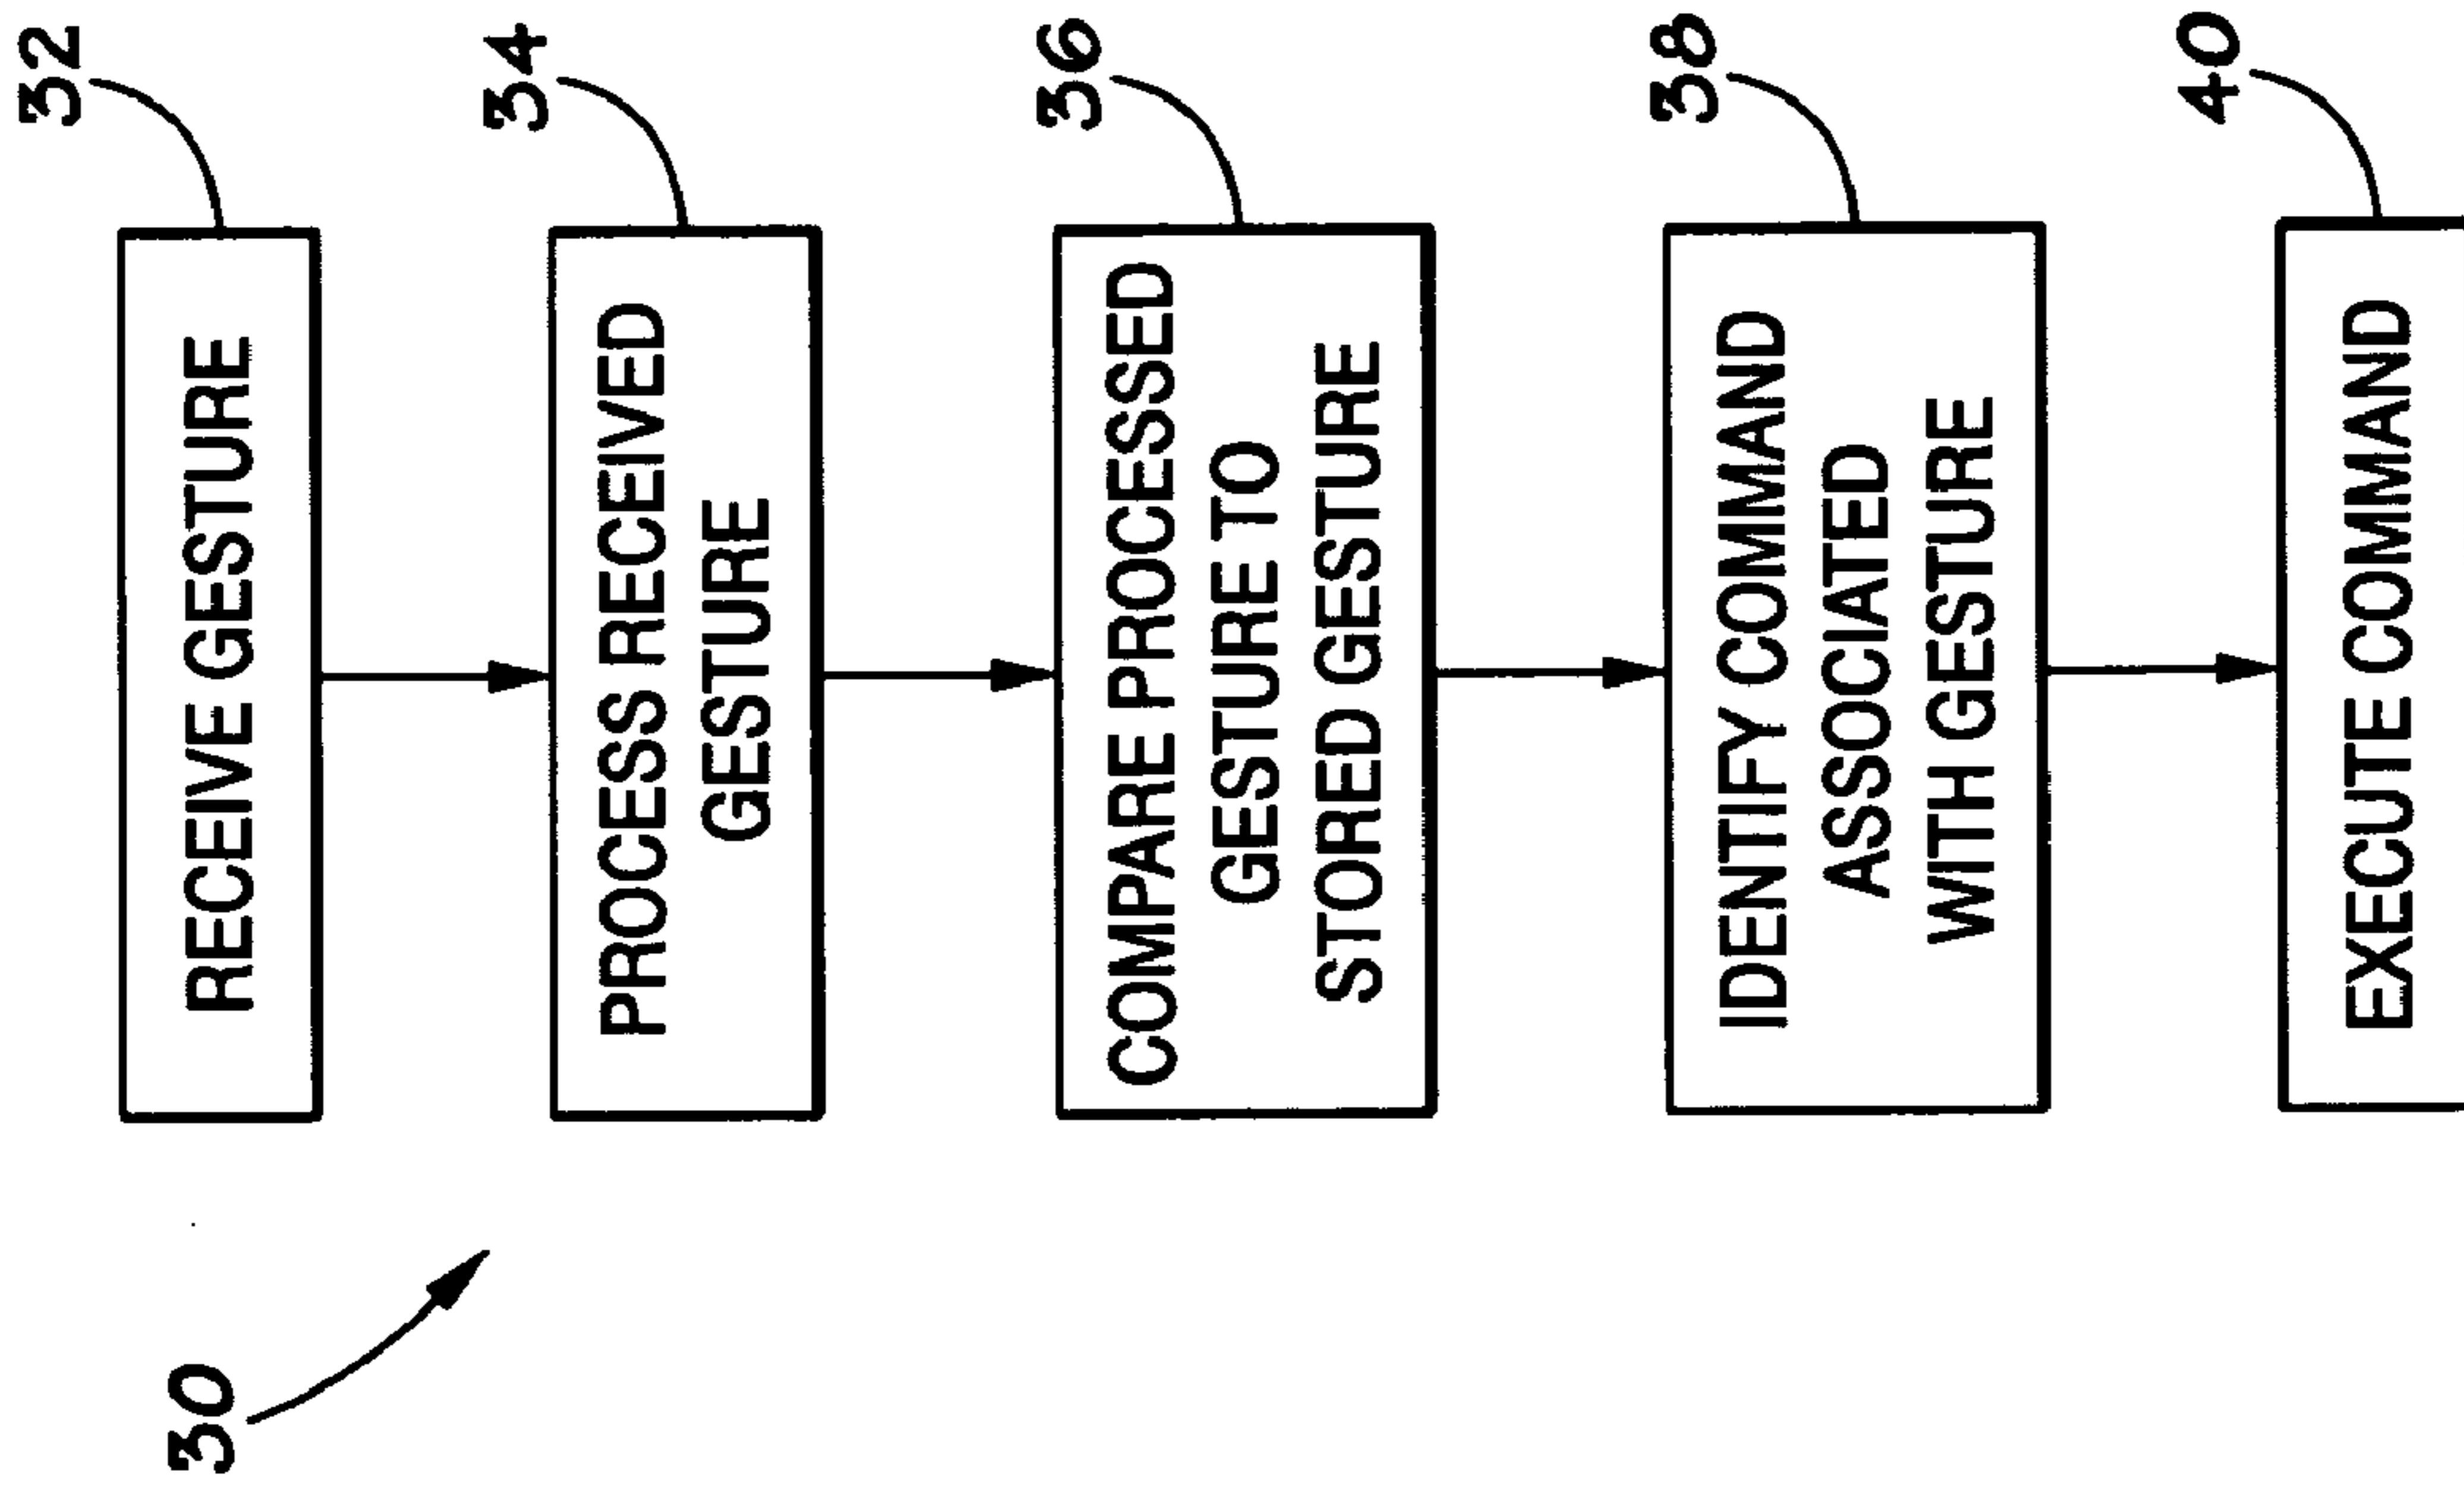 30
32
RECEIVE GESTURE
34
PROCESS RECEIVED
GESTURE
36
COMPARE PROCESSED
GESTURE TO
STORED GESTURE
38
IDENTIFY COMMAND
ASSOCIATED
WITH GESTURE
40
EXECUTE COMMAND